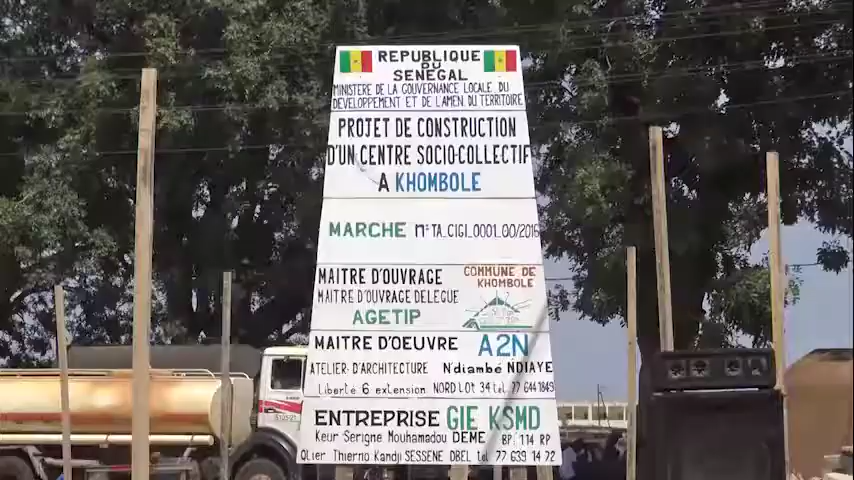 REPUBLIQUE
DU
SENEGAL
MINISTERE DE LA GOUVERNANCE LOCALE, DU
DEVELOPPEMENT ET DE L'AMEN DU TERRITOIRE
PROJET DE CONSTRUCTION
D'UN CENTRE SOCIO-COLLECTIF
A KHOMBOLE
MARCHE N° TA_CIGI_0001_00/2016
MAITRE D'OUVRAGE
COMMUNE DE
KHOMBOLE
MAITRE D'OUVRAGE DELEGUE
AGETIP
MAITRE D'OEUVRE A2N
ATELIER-D'ARCHITECTURE N'diambé NDIAYE
Liberté 6 extension NORD LOT 34 tel. 77 644 1849
ENTREPRISE GIE KSMD
Keur Serigne Mouhamadou DEME BP: 114 RP
QLier Thierno Kandji SESSENE DBEL tel 77 639 14 72